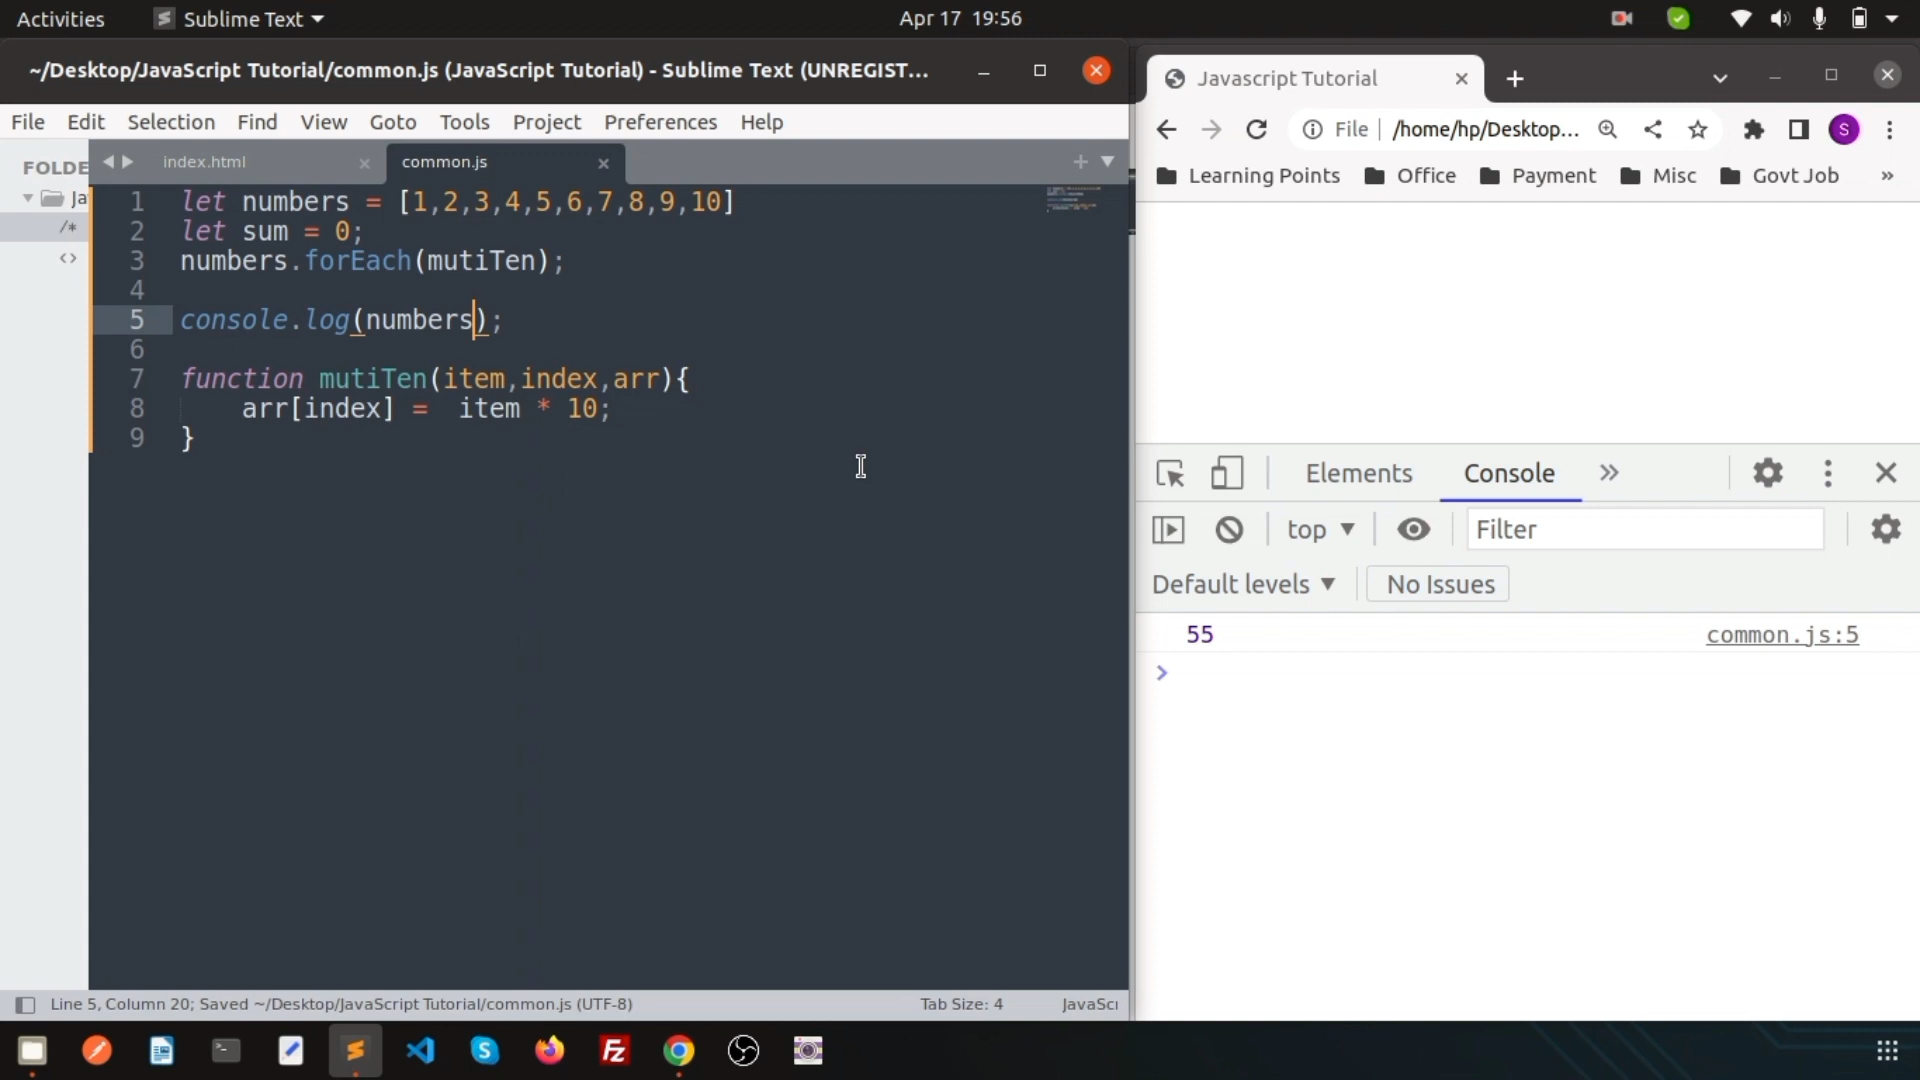 Activities
Sublime Text
Apr 17 19:56
~/Desktop/JavaScript Tutorial/common.js (JavaScript Tutorial) - Sublime Text (UNREGIST...
File Edit Selection Find View Goto Tools Project Preferences Help
FOLDE
Ja
/*
<>
index.html
common.js
1 let numbers = [1,2,3,4,5,6,7,8,9,10]
2 let sum = 0;
3 numbers.forEach(mutiTen);
4
5 console.log(numbers);
6
7 function mutiTen(item,index,arr){
8 arr[index] =  item * 10;
9 }
Line 5, Column 20; Saved ~/Desktop/JavaScript Tutorial/common.js (UTF-8)
Tab Size: 4
JavaScr
Javascript Tutorial
File
/home/hp/Desktop...
S
Learning Points Office Payment Misc Govt Job »
Elements Console
top
Filter
Default levels
No Issues
55 common.js:5
>